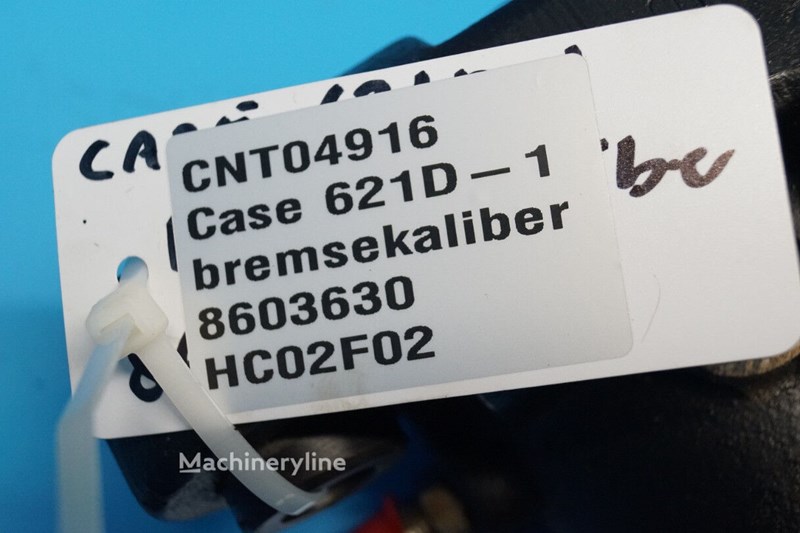 CNT04916
Case 621D - 1
bremsekaliber
8603630
HC02F02
Machineryline